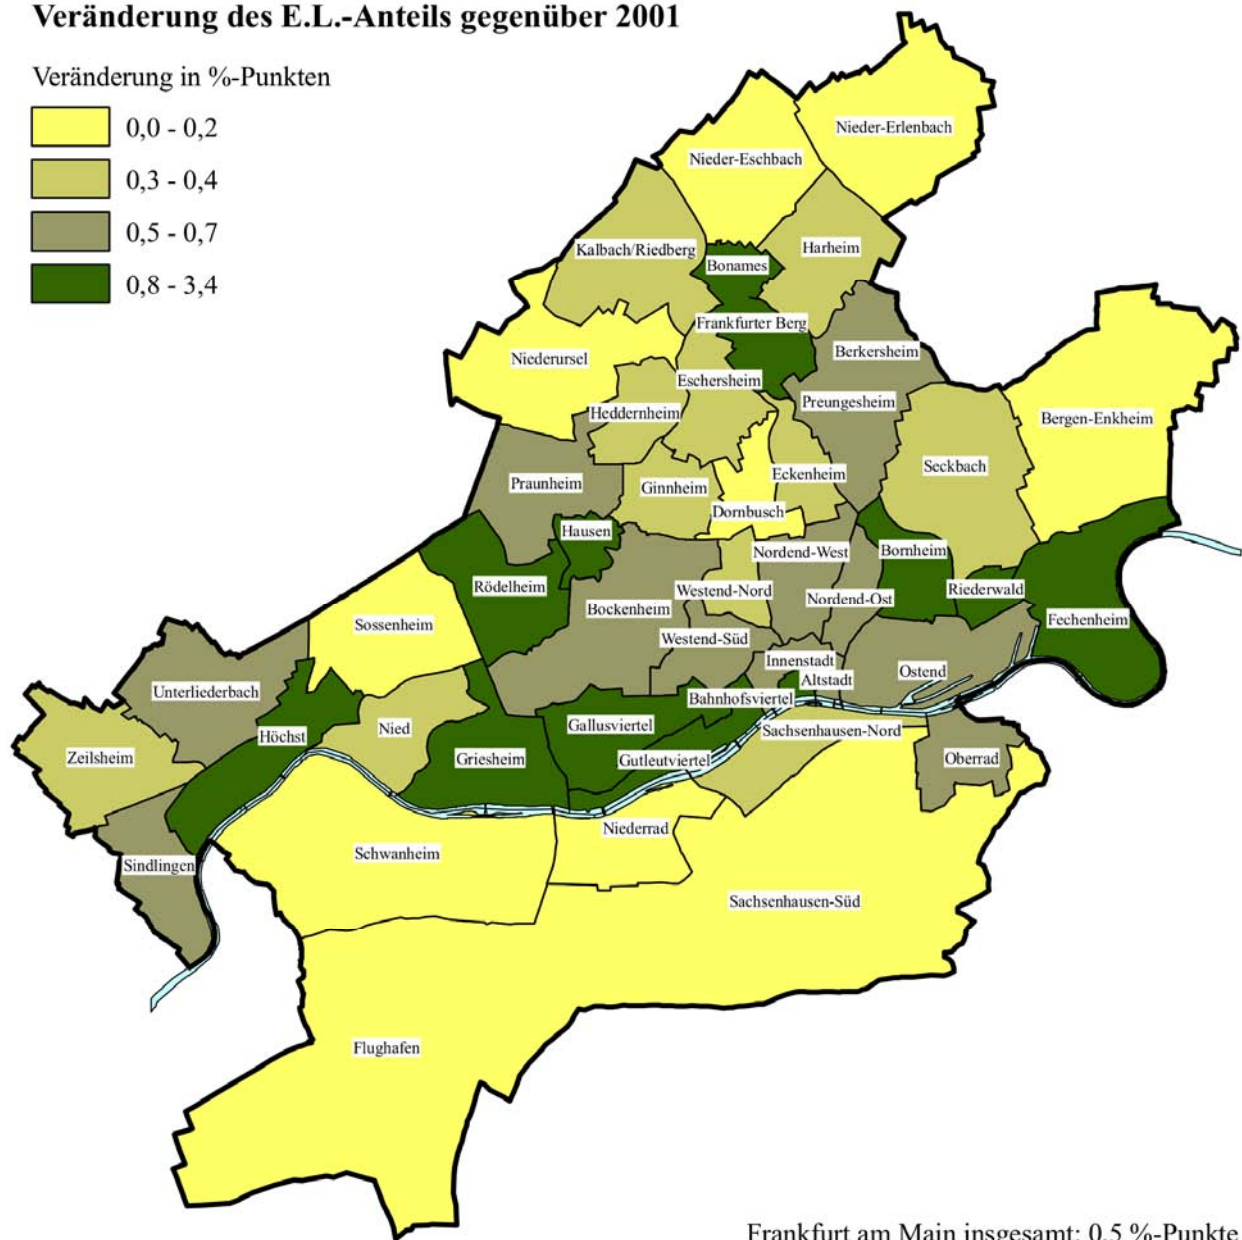 Veränderung des E.L.-Anteils gegenüber 2001
Veränderung in %-Punkten
0,0 - 0,2
0,3 - 0,4
0,5 - 0,7
0,8 - 3,4
Nieder-Erlenbach
Nieder-Eschbach
Kalbach/Riedberg
Harheim
Bonames
Frankfurter Berg
Niederursel
Berkersheim
Eschersheim
Preungesheim
Heddernheim
Bergen-Enkheim
Seckbach
Eckenheim
Praunheim
Ginnheim
Dornbusch
Hausen
Nordend-West
Bornheim
Rödelheim
Westend-Nord
Riederwald
Nordend-Ost
Bockenheim
Fechenheim
Sossenheim
Westend-Süd
Innenstadt
Ostend
Altstadt
Unterliederbach
Bahnhofsviertel
Gallusviertel
Nied
Sachsenhausen-Nord
Höchst
Zeilsheim
Griesheim
Gutleutviertel
Oberrad
Niederrad
Schwanheim
Sindlingen
Sachsenhausen-Süd
Flughafen
Frankfurt am Main insgesamt: 0,5 %-Punkte